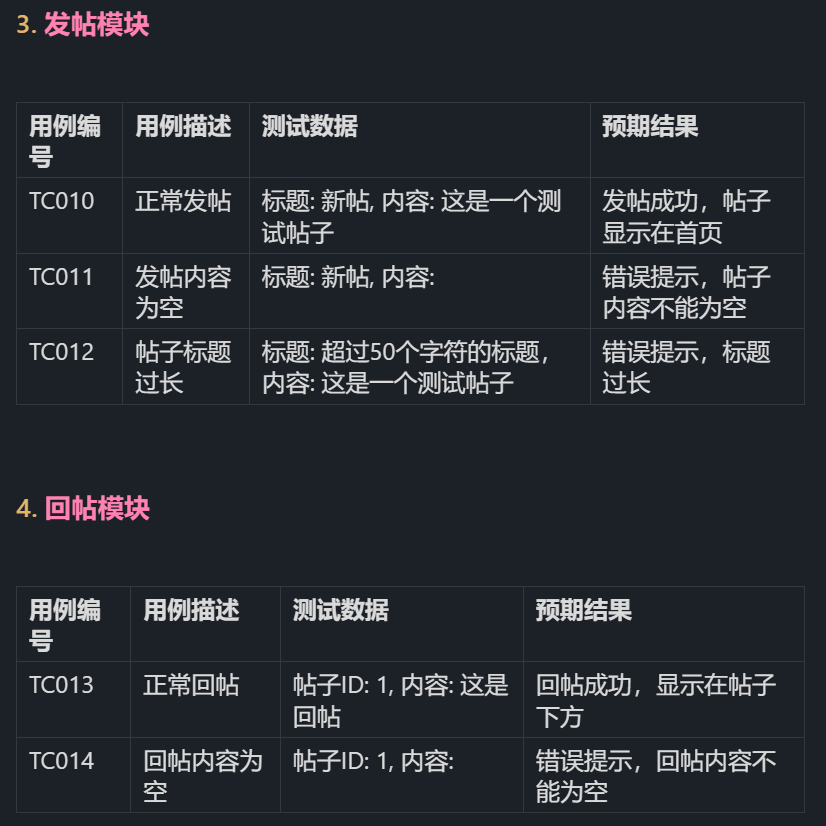 3. 发帖模块
用例编号 用例描述 测试数据 预期结果
TC010 正常发帖 标题: 新帖, 内容: 这是一个测试帖子 发帖成功，帖子显示在首页
TC011 发帖内容为空 标题: 新帖, 内容: 错误提示，帖子内容不能为空
TC012 帖子标题过长 标题: 超过50个字符的标题，内容: 这是一个测试帖子 错误提示，标题过长
4. 回帖模块
用例编号 用例描述 测试数据 预期结果
TC013 正常回帖 帖子ID: 1, 内容: 这是回帖 回帖成功，显示在帖子下方
TC014 回帖内容为空 帖子ID: 1, 内容: 错误提示，回帖内容不能为空